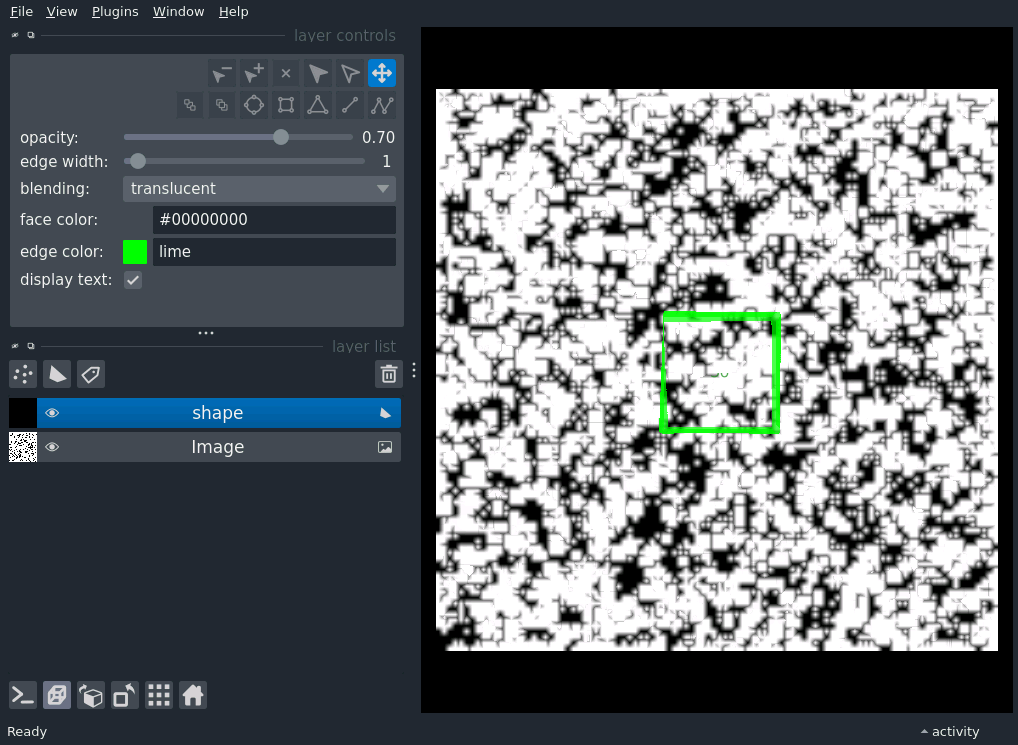 File View Plugins Window Help
layer controls
opacity: 0.70
edge width: 1
blending: translucent
face color: #00000000
edge color: lime
display text:
layer list
shape
Image
Ready
activity